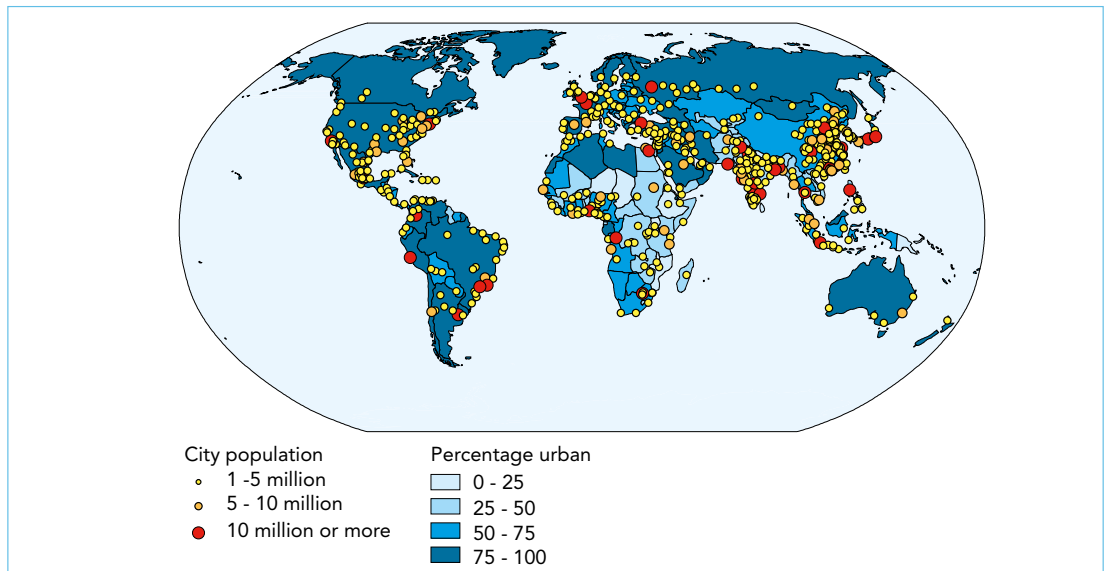 City population
1 -5 million
5 - 10 million
10 million or more
Percentage urban
0 - 25
25 - 50
50 - 75
75 - 100